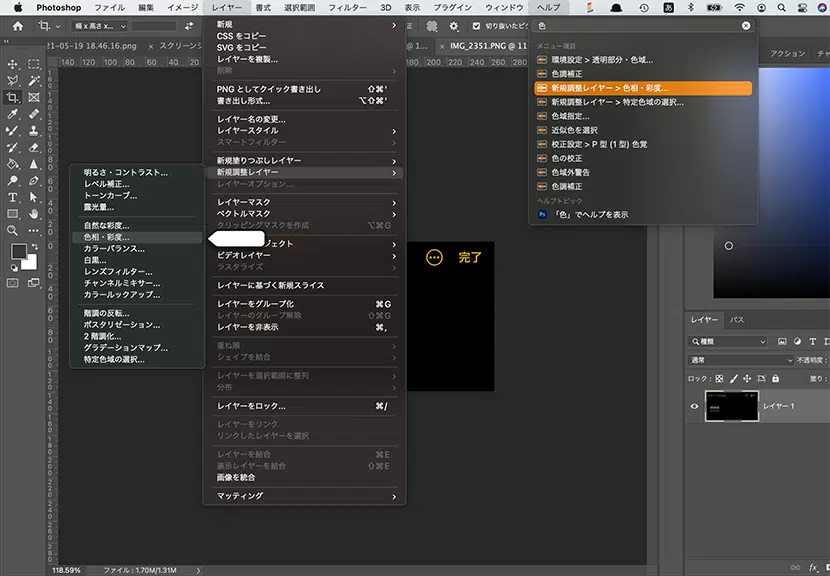 Photoshop ファイル 編集 イメージ レイヤー 書式 選択範囲 フィルター 3D 表示 プラグイン ウィンドウ ヘルプ
幅 x 高さ x...
切り抜いたピ
色
21-05-19 18.46.16.png × スクリーンシ
@ 1... × IMG_2351.PNG @ 11
アクション
新規
CSS をコピー
SVG をコピー
レイヤーを複製...
削除
PNG としてクイック書き出し ⇧⌘'
書き出し形式... ⌥⇧⌘'
レイヤー名の変更...
レイヤースタイル
スマートフィルター
新規塗りつぶしレイヤー
新規調整レイヤー
レイヤーオプション...
レイヤーマスク
ベクトルマスク
クリッピングマスクを作成 ⌥⌘G
ジェクト
ビデオレイヤー
ラスタライズ
レイヤーに基づく新規スライス
レイヤーをグループ化 ⌘G
レイヤーのグループ解除 ⇧⌘G
レイヤーを非表示 ⌘,
重ね順
シェイプを結合
レイヤーを選択範囲に整列
分布
レイヤーをロック... ⌘/
レイヤーをリンク
リンクしたレイヤーを選択
レイヤーを結合 ⌘E
表示レイヤーを結合 ⇧⌘E
画像を統合
マッティング
明るさ・コントラスト...
レベル補正...
トーンカーブ...
露光量...
自然な彩度...
色相・彩度...
カラーバランス...
白黒...
レンズフィルター...
チャンネルミキサー...
カラールックアップ...
階調の反転...
ポスタリゼーション...
2 階調化...
グラデーションマップ...
特定色域の選択...
メニュー項目
環境設定 > 透明部分・色域...
色調補正
新規調整レイヤー > 色相・彩度...
新規調整レイヤー > 特定色域の選択...
色域指定...
近似色を選択
校正設定 > P 型 (1 型) 色覚
色の校正
色域外警告
色調補正
ヘルプトピック
「色」でヘルプを表示
完了
レイヤー パス
種類
通常 不透明度:
ロック: 塗り:
レイヤー 1
118.59% ファイル : 1.70M/1.31M